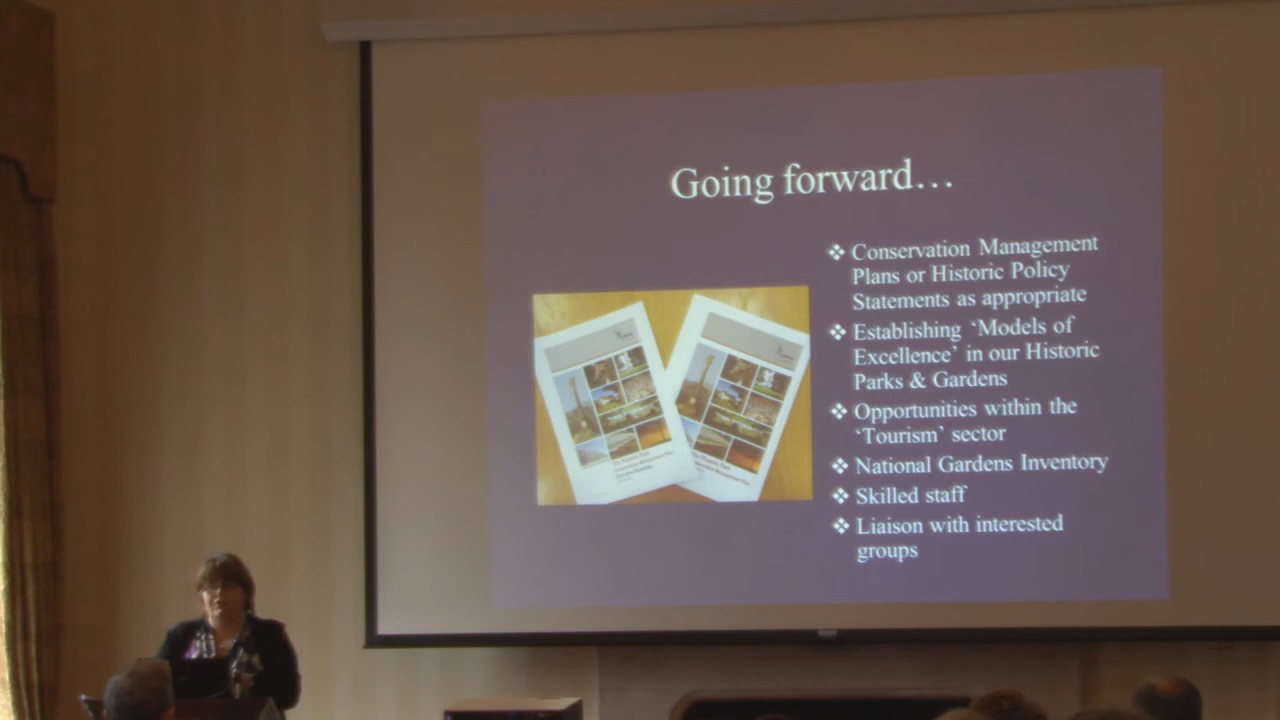 Going forward…
❖ Conservation Management
Plans or Historic Policy
Statements as appropriate
❖ Establishing ‘Models of
Excellence’ in our Historic
Parks & Gardens
❖ Opportunities within the
‘Tourism’ sector
❖ National Gardens Inventory
❖ Skilled staff
❖ Liaison with interested
groups